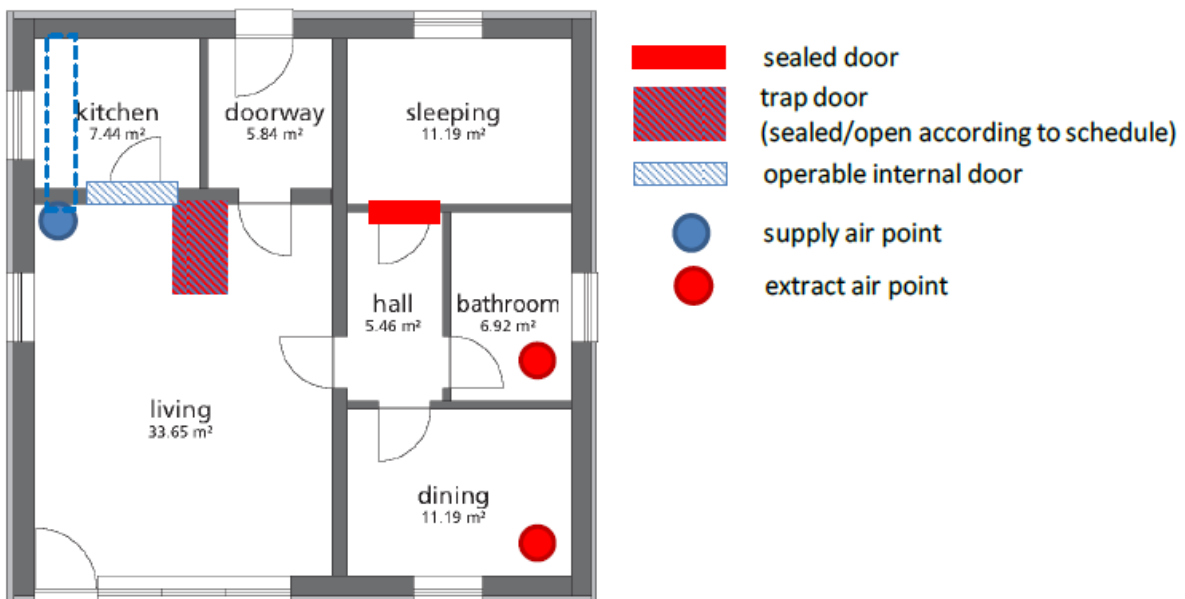 kitchen
7.44 m²
doorway
5.84 m²
sleeping
11.19 m²
hall
5.46 m²
bathroom
6.92 m²
living
33.65 m²
dining
11.19 m²
sealed door
trap door
(sealed/open according to schedule)
operable internal door
supply air point
extract air point